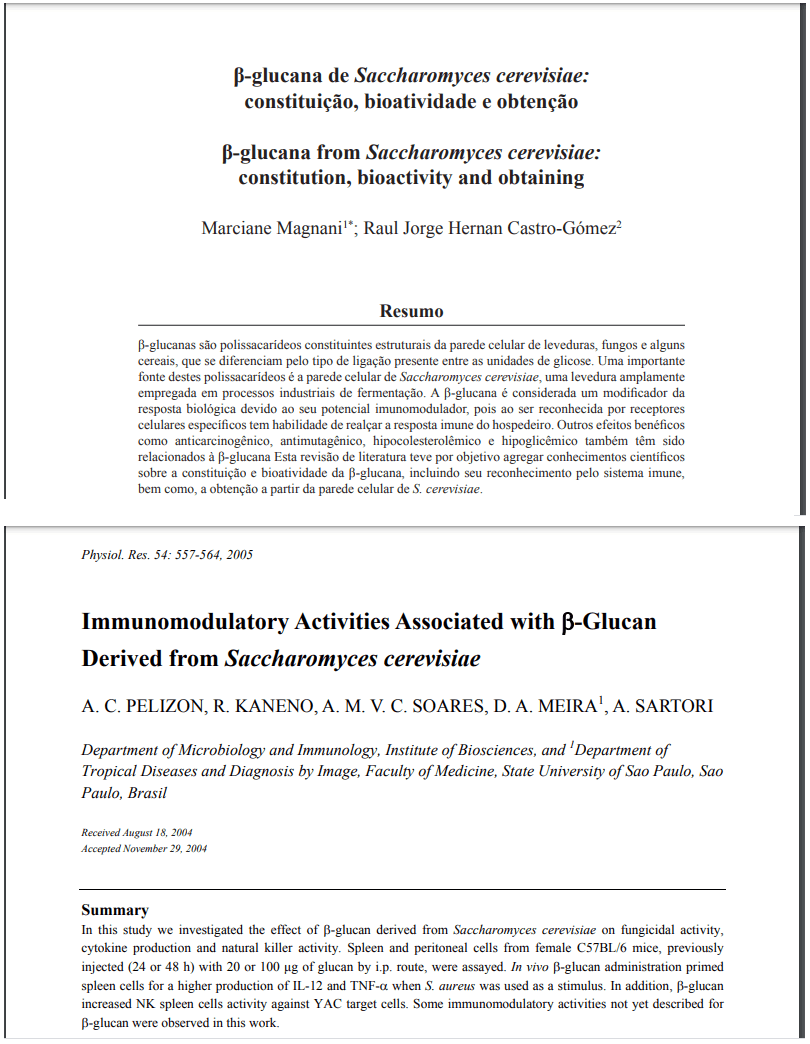 β-glucana de Saccharomyces cerevisiae:
constituição, bioatividade e obtenção
β-glucana from Saccharomyces cerevisiae:
constitution, bioactivity and obtaining
Marciane Magnani¹*; Raul Jorge Hernan Castro-Gómez²
Resumo
β-glucanas são polissacarídeos constituintes estruturais da parede celular de leveduras, fungos e alguns
cereais, que se diferenciam pelo tipo de ligação presente entre as unidades de glicose. Uma importante
fonte destes polissacarídeos é a parede celular de Saccharomyces cerevisiae, uma levedura amplamente
empregada em processos industriais de fermentação. A β-glucana é considerada um modificador da
resposta biológica devido ao seu potencial imunomodulador, pois ao ser reconhecida por receptores
celulares específicos tem habilidade de realçar a resposta imune do hospedeiro. Outros efeitos benéficos
como anticarcinogênico, antimutagênico, hipocolesterolêmico e hipoglicêmico também têm sido
relacionados à β-glucana Esta revisão de literatura teve por objetivo agregar conhecimentos científicos
sobre a constituição e bioatividade da β-glucana, incluindo seu reconhecimento pelo sistema imune,
bem como, a obtenção a partir da parede celular de S. cerevisiae.
Physiol. Res. 54: 557-564, 2005
Immunomodulatory Activities Associated with β-Glucan
Derived from Saccharomyces cerevisiae
A. C. PELIZON, R. KANENO, A. M. V. C. SOARES, D. A. MEIRA¹, A. SARTORI
Department of Microbiology and Immunology, Institute of Biosciences, and ¹Department of
Tropical Diseases and Diagnosis by Image, Faculty of Medicine, State University of Sao Paulo, Sao
Paulo, Brasil
Received August 18, 2004
Accepted November 29, 2004
Summary
In this study we investigated the effect of β-glucan derived from Saccharomyces cerevisiae on fungicidal activity,
cytokine production and natural killer activity. Spleen and peritoneal cells from female C57BL/6 mice, previously
injected (24 or 48 h) with 20 or 100 μg of glucan by i.p. route, were assayed. In vivo β-glucan administration primed
spleen cells for a higher production of IL-12 and TNF-α when S. aureus was used as a stimulus. In addition, β-glucan
increased NK spleen cells activity against YAC target cells. Some immunomodulatory activities not yet described for
β-glucan were observed in this work.